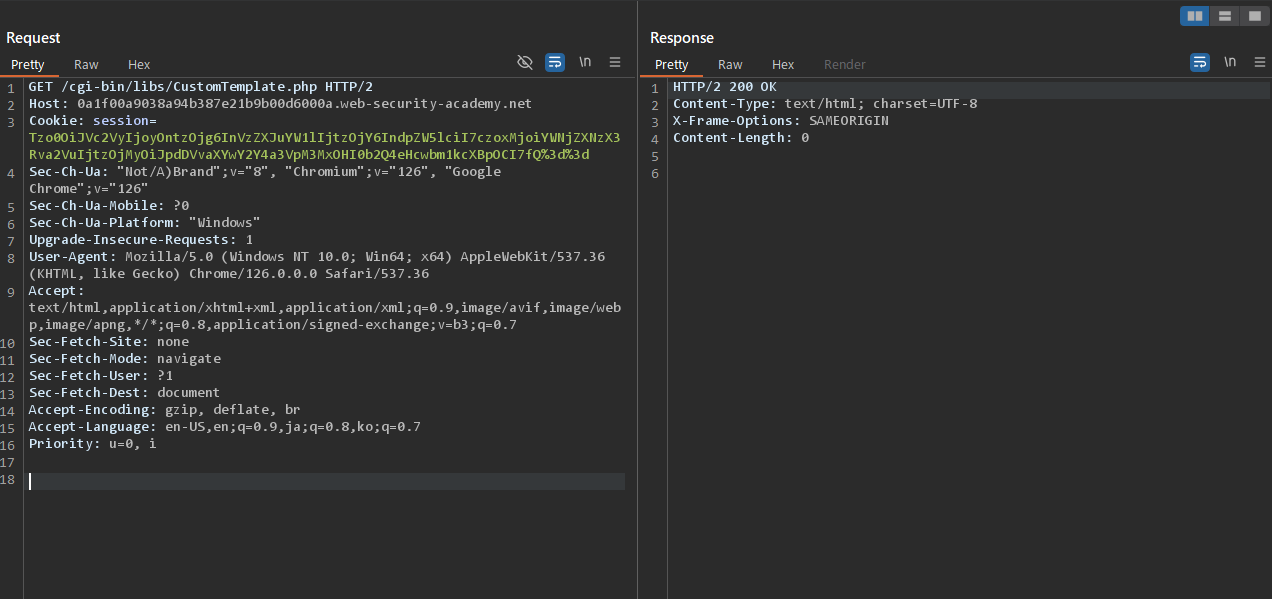 Request
Pretty Raw Hex \n
1 GET /cgi-bin/libs/CustomTemplate.php HTTP/2
2 Host: 0a1f00a9038a94b387e21b9b00d6000a.web-security-academy.net
3 Cookie: session=
Tzo0OiJVc2VyIjoyOntzOjg6InVzZXJuYW1lIjtzOjY6IndpZW5lciI7czoxMjoiYWNjZXNzX3
Rva2VuIjtzOjMyOiJpdDVvaXYwY2Y4a3VpM3MxOHI0b2Q4eHcwbm1kcXBpOCI7fQ%3d%3d
4 Sec-Ch-Ua: "Not/A)Brand";v="8", "Chromium";v="126", "Google
Chrome";v="126"
5 Sec-Ch-Ua-Mobile: ?0
6 Sec-Ch-Ua-Platform: "Windows"
7 Upgrade-Insecure-Requests: 1
8 User-Agent: Mozilla/5.0 (Windows NT 10.0; Win64; x64) AppleWebKit/537.36
(KHTML, like Gecko) Chrome/126.0.0.0 Safari/537.36
9 Accept:
text/html,application/xhtml+xml,application/xml;q=0.9,image/avif,image/web
p,image/apng,*/*;q=0.8,application/signed-exchange;v=b3;q=0.7
10 Sec-Fetch-Site: none
11 Sec-Fetch-Mode: navigate
12 Sec-Fetch-User: ?1
13 Sec-Fetch-Dest: document
14 Accept-Encoding: gzip, deflate, br
15 Accept-Language: en-US,en;q=0.9,ja;q=0.8,ko;q=0.7
16 Priority: u=0, i
17
18
Response
Pretty Raw Hex Render \n
1 HTTP/2 200 OK
2 Content-Type: text/html; charset=UTF-8
3 X-Frame-Options: SAMEORIGIN
4 Content-Length: 0
5
6